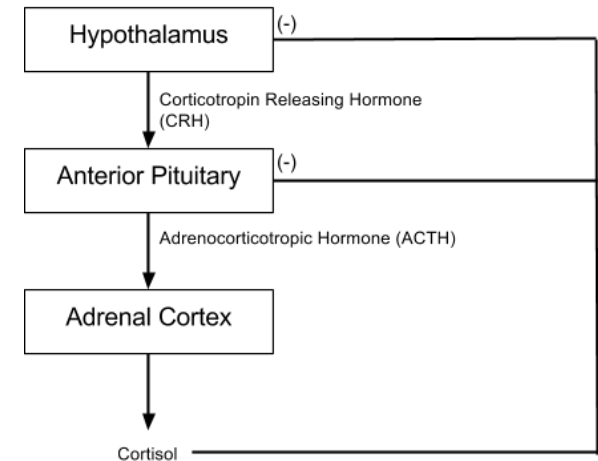 Hypothalamus
(-)
Corticotropin Releasing Hormone
(CRH)
Anterior Pituitary
(-)
Adrenocorticotropic Hormone (ACTH)
Adrenal Cortex
Cortisol